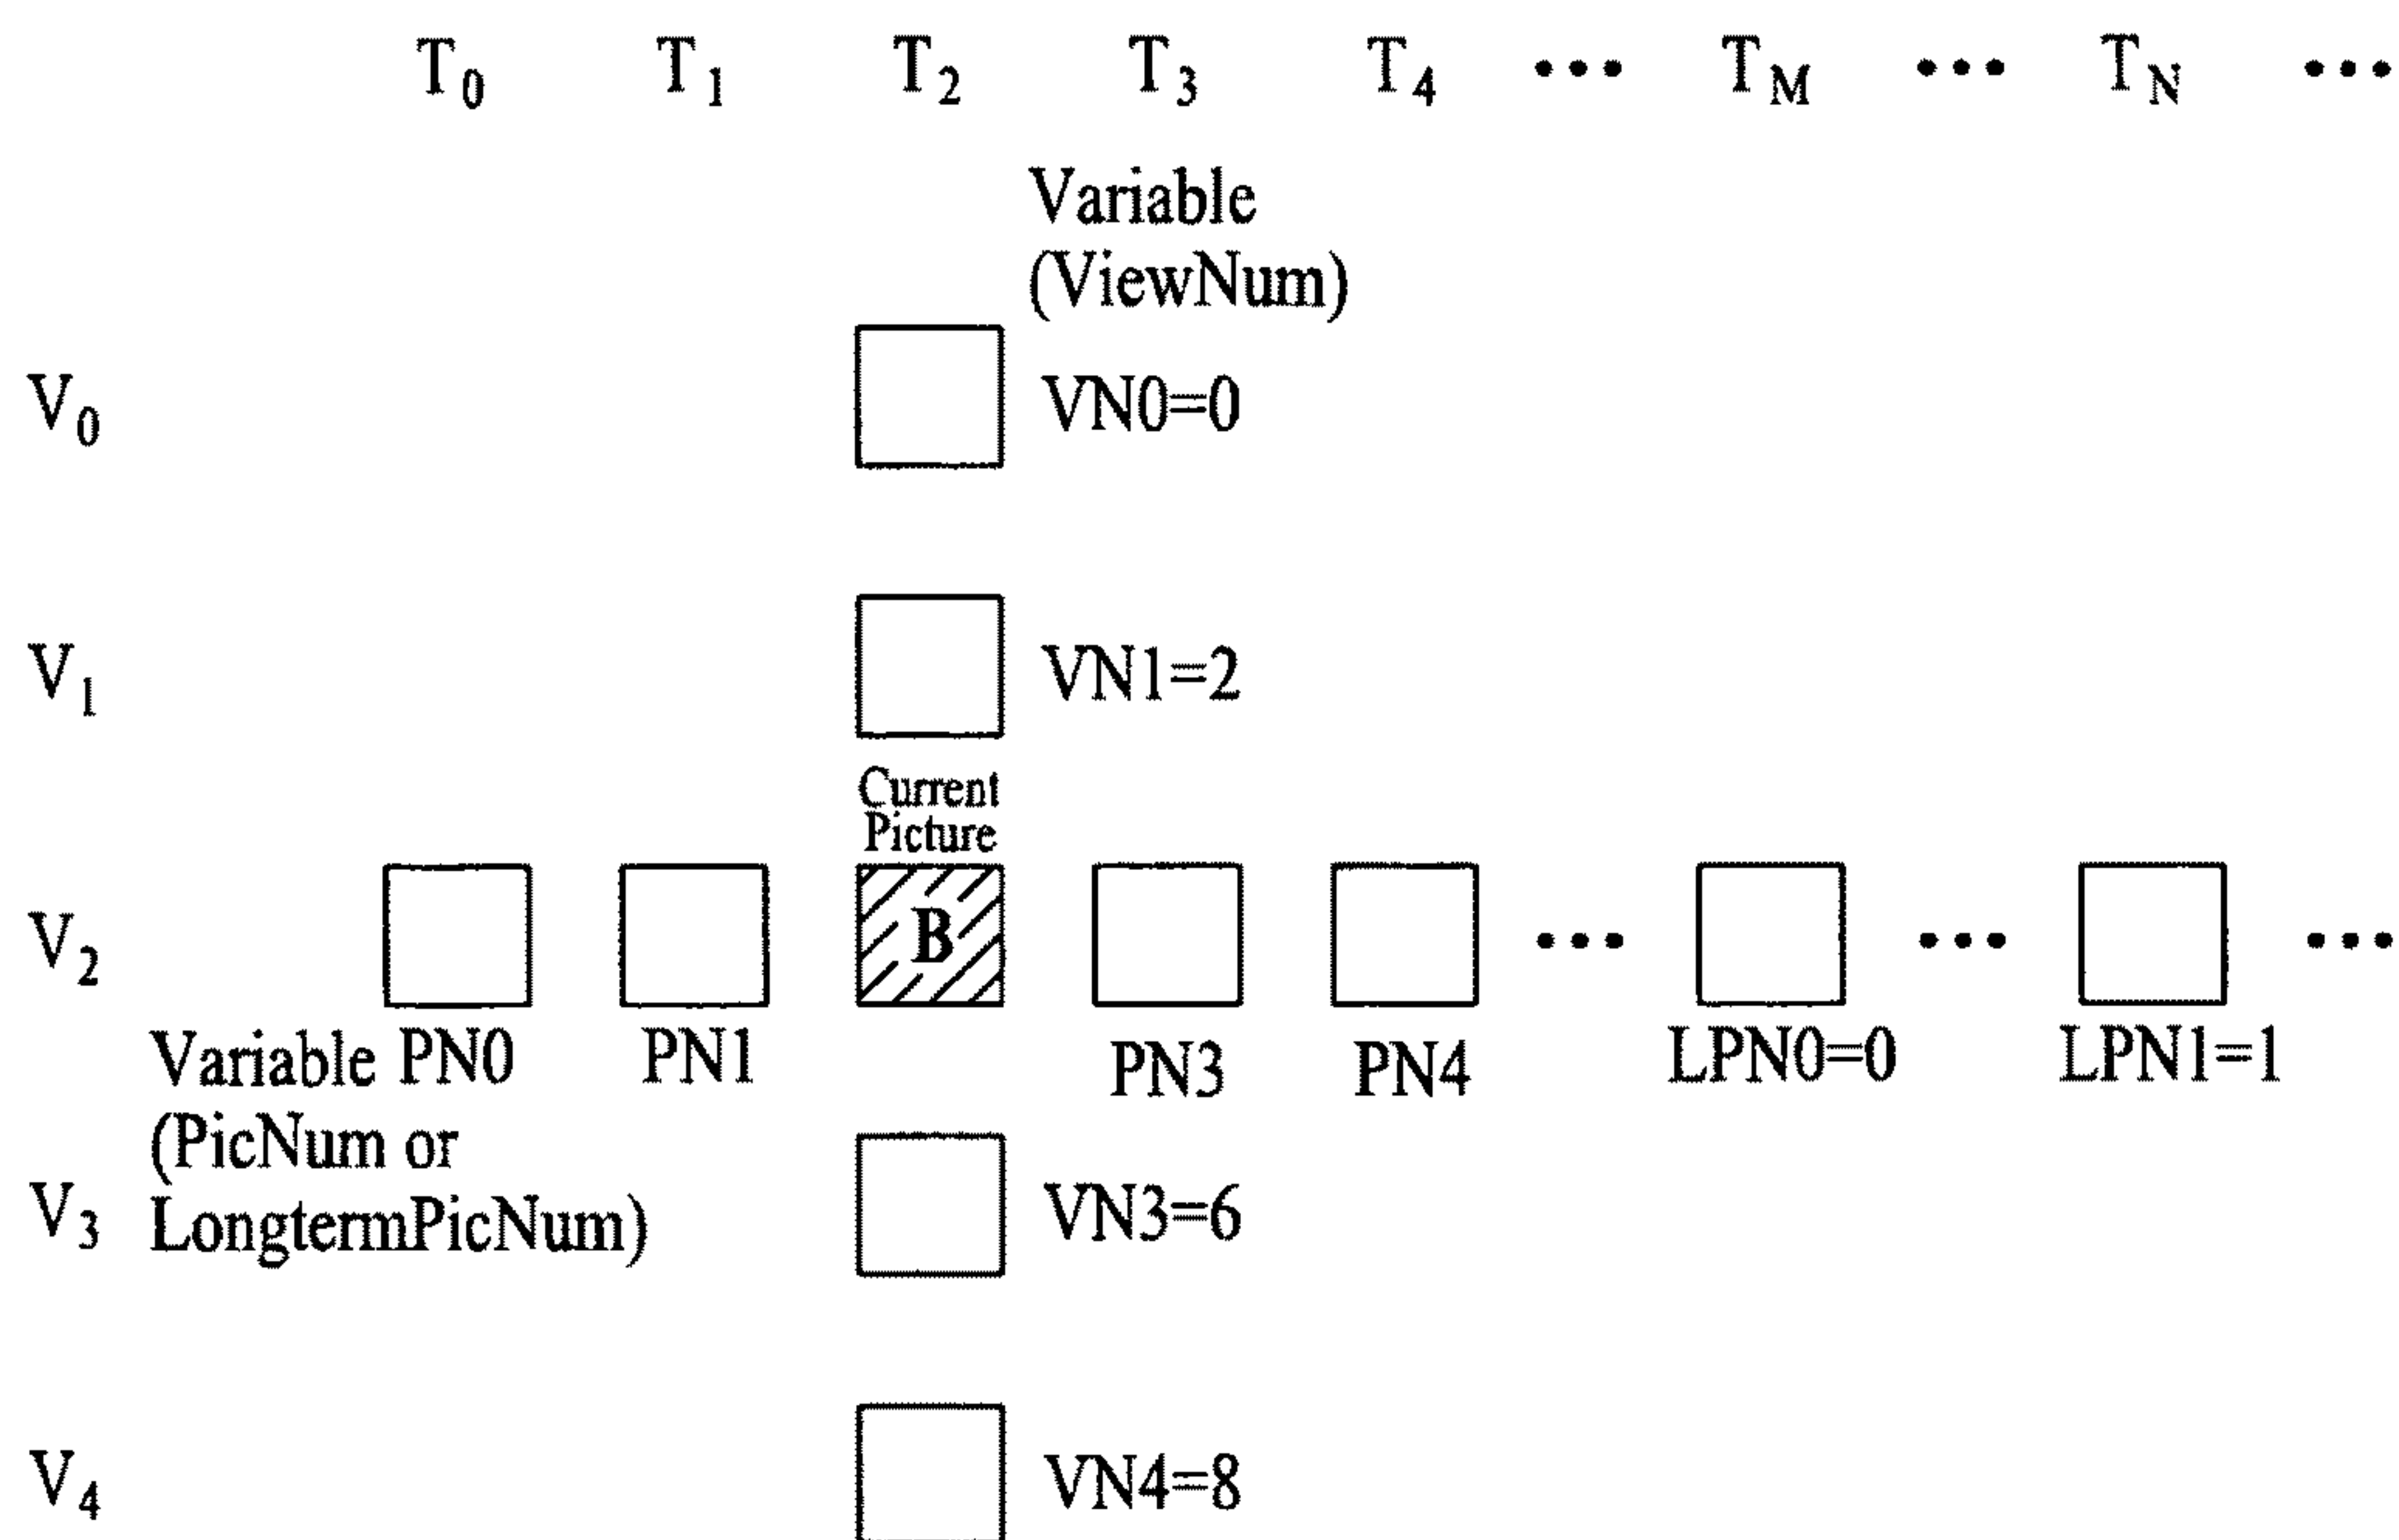 T0 T1 T2 T3 T4 ••• TM ••• TN •••
Variable
(ViewNum)
V0 VN0=0
V1 VN1=2
Current
Picture
V2 B ••• ••• •••
Variable PN0 PN1 PN3 PN4 LPN0=0 LPN1=1
(PicNum or
V3 LongtermPicNum) VN3=6
V4 VN4=8